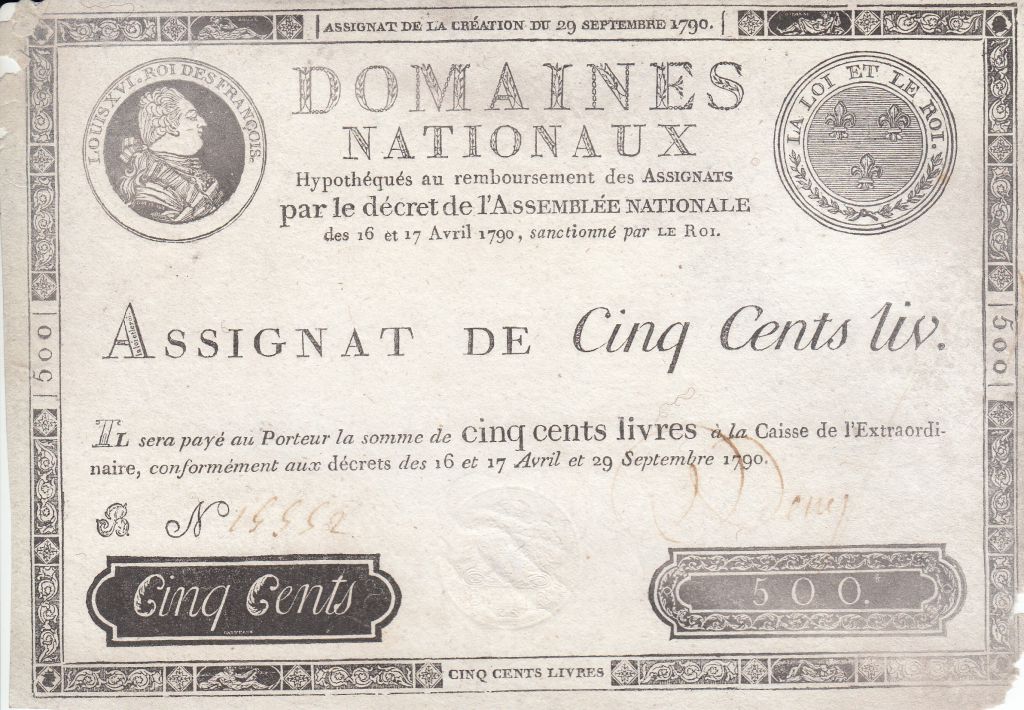 ASSIGNAT DE LA CRÉATION DU 29 SEPTEMBRE 1790.
LOUIS XVI. ROI DES FRANÇOIS.
DOMAINES
NATIONAUX
Hypothéqués au remboursement des ASSIGNATS
par le décret de l'ASSEMBLÉE NATIONALE
des 16 et 17 Avril 1790, sanctionné par LE ROI.
LA LOI ET LE ROI.
500
ASSIGNAT DE Cinq Cents liv.
500
IL sera payé au Porteur la somme de cinq cents livres à la Caisse de l'Extraordi-
naire, conformément aux décrets des 16 et 17 Avril et 29 Septembre 1790.
B N 15552
Cinq Cents
500.
CINQ CENTS LIVRES